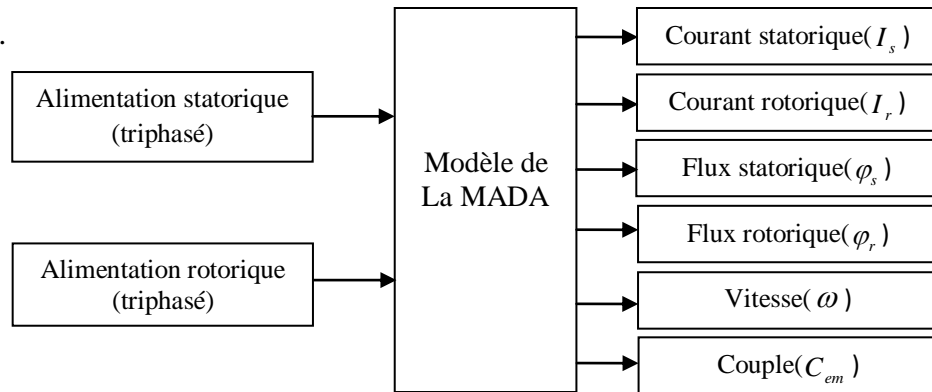 .
Alimentation statorique
(triphasé)
Alimentation rotorique
(triphasé)
Modèle de
La MADA
Courant statorique(I_s)
Courant rotorique(I_r)
Flux statorique(φ_s)
Flux rotorique(φ_r)
Vitesse(ω)
Couple(C_em)